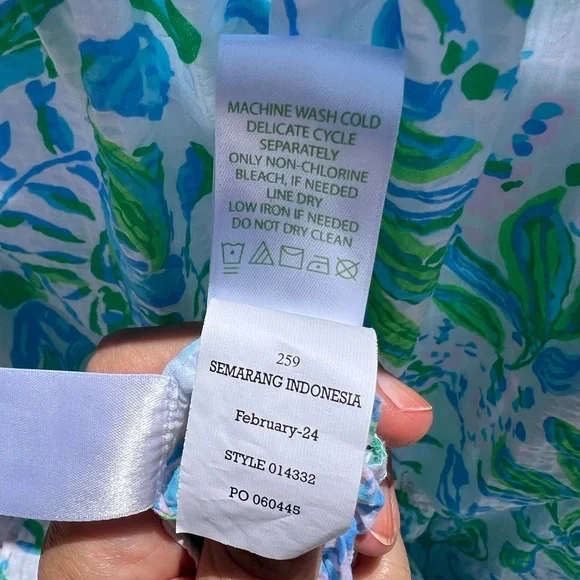 MACHINE WASH COLD
DELICATE CYCLE
SEPARATELY
ONLY NON-CHLORINE
BLEACH, IF NEEDED
LINE DRY
LOW IRON IF NEEDED
DO NOT DRY CLEAN
259
SEMARANG INDONESIA
February-24
STYLE 014332
PO 060445